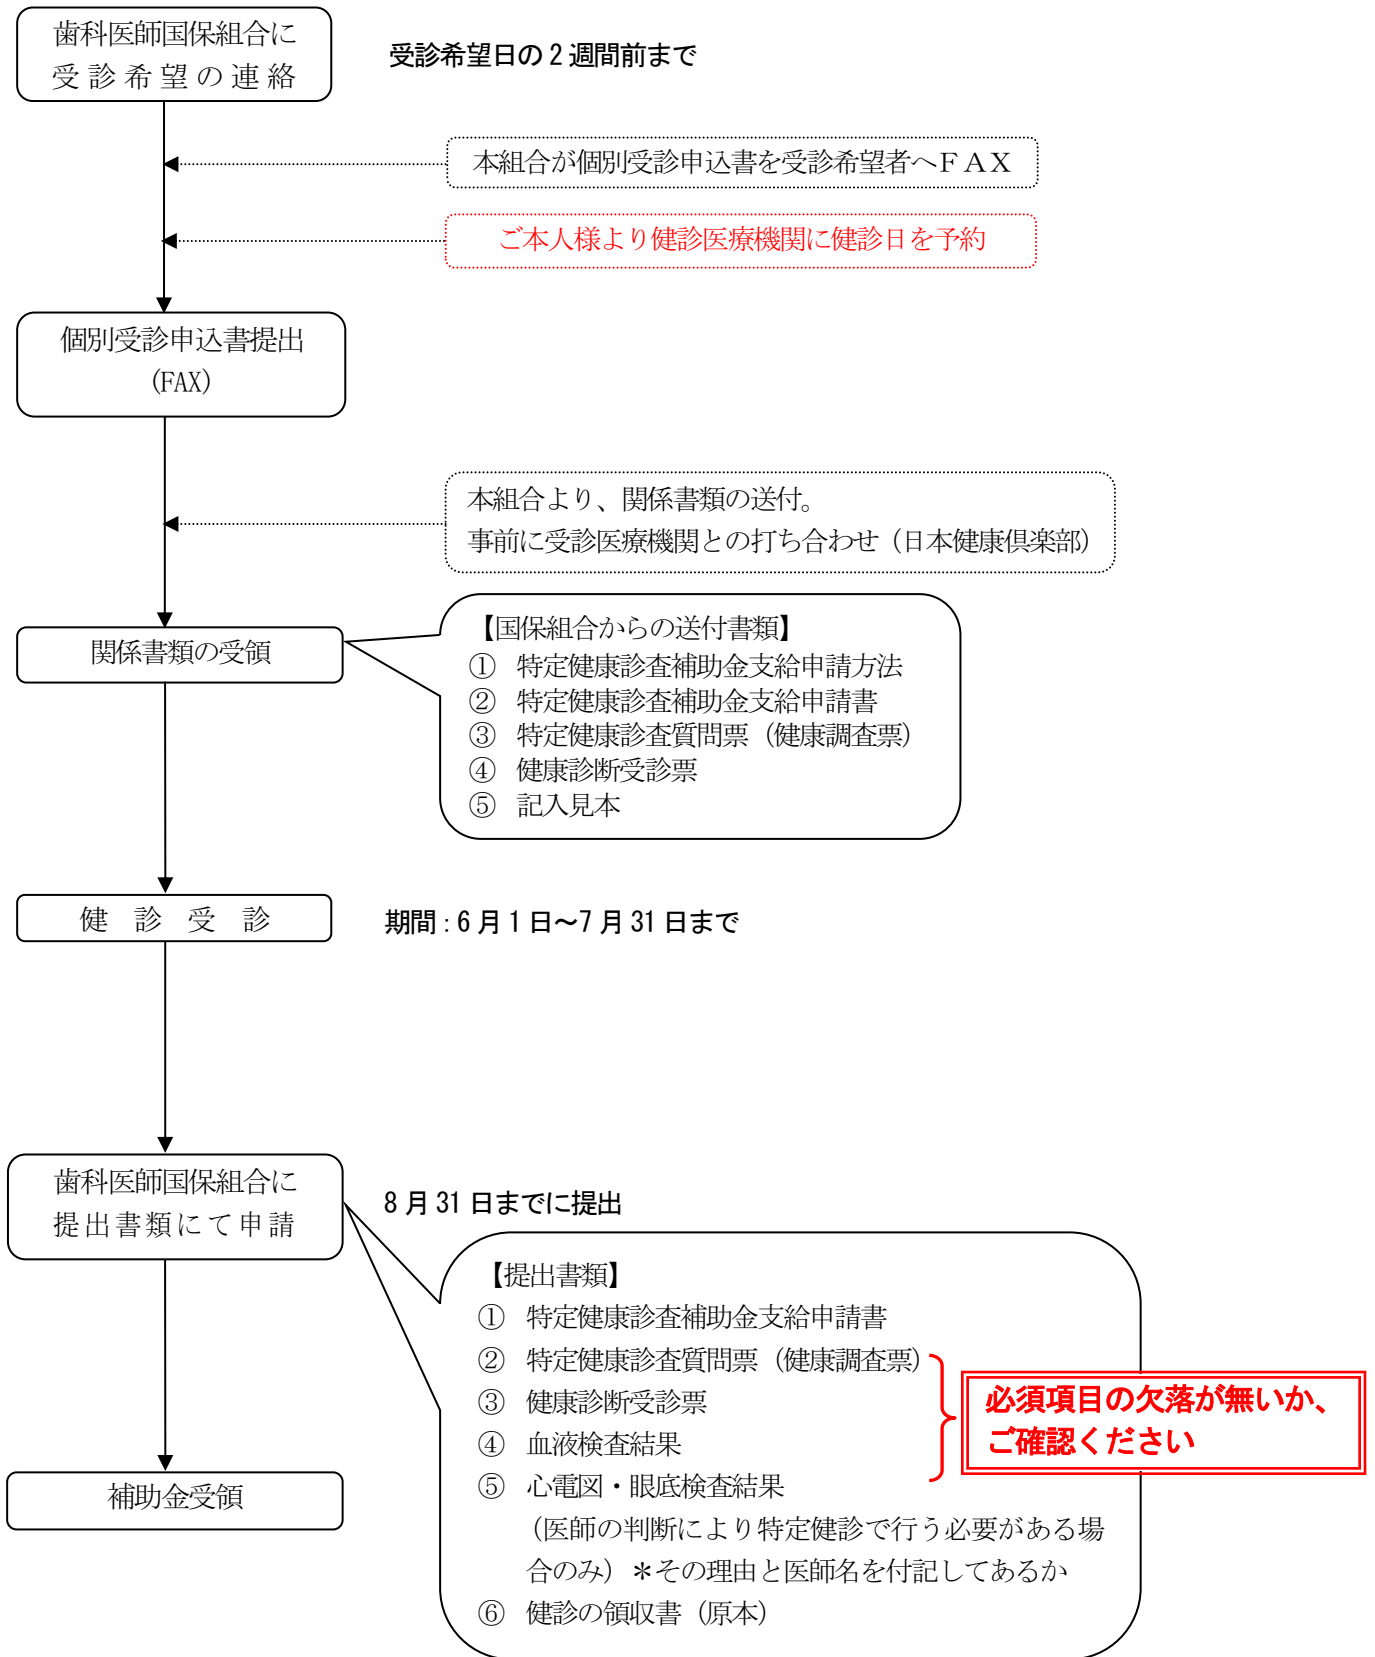 歯科医師国保組合に
受診希望の連絡
受診希望日の2週間前まで
本組合が個別受診申込書を受診希望者へFAX
ご本人様より健診医療機関に健診日を予約
個別受診申込書提出
(FAX)
本組合より、関係書類の送付。
事前に受診医療機関との打ち合わせ（日本健康倶楽部）
関係書類の受領
【国保組合からの送付書類】
① 特定健康診査補助金支給申請方法
② 特定健康診査補助金支給申請書
③ 特定健康診査質問票（健康調査票）
④ 健康診断受診票
⑤ 記入見本
健 診 受 診
期間：6月1日～7月31日まで
歯科医師国保組合に
提出書類にて申請
8月31日までに提出
【提出書類】
① 特定健康診査補助金支給申請書
② 特定健康診査質問票（健康調査票）
③ 健康診断受診票
④ 血液検査結果
⑤ 心電図・眼底検査結果
（医師の判断により特定健診で行う必要がある場
合のみ）＊その理由と医師名を付記してあるか
⑥ 健診の領収書（原本）
必須項目の欠落が無いか、
ご確認ください
補助金受領